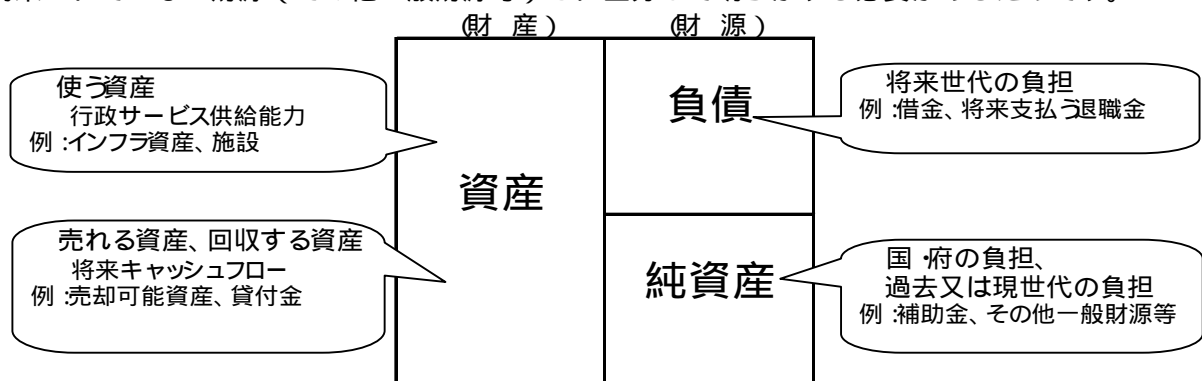 (財 産)
(財 源)
使う資産
行政サービス供給能力
例:インフラ資産、施設
売れる資産、回収する資産
将来キャッシュフロー
例:売却可能資産、貸付金
資産
負債
純資産
将来世代の負担
例:借金、将来支払う退職金
国・府の負担、
過去又は現世代の負担
例:補助金、その他一般財源等